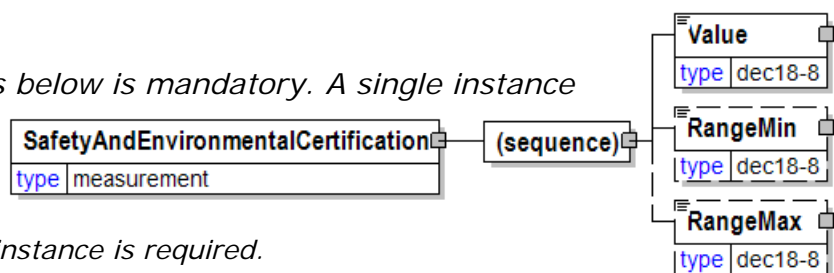 Value
type dec18-8
s below is mandatory. A single instance
RangeMin
SafetyAndEnvironmentalCertification
(sequence)
type measurement
type dec18-8
RangeMax
instance is required.
type dec18-8